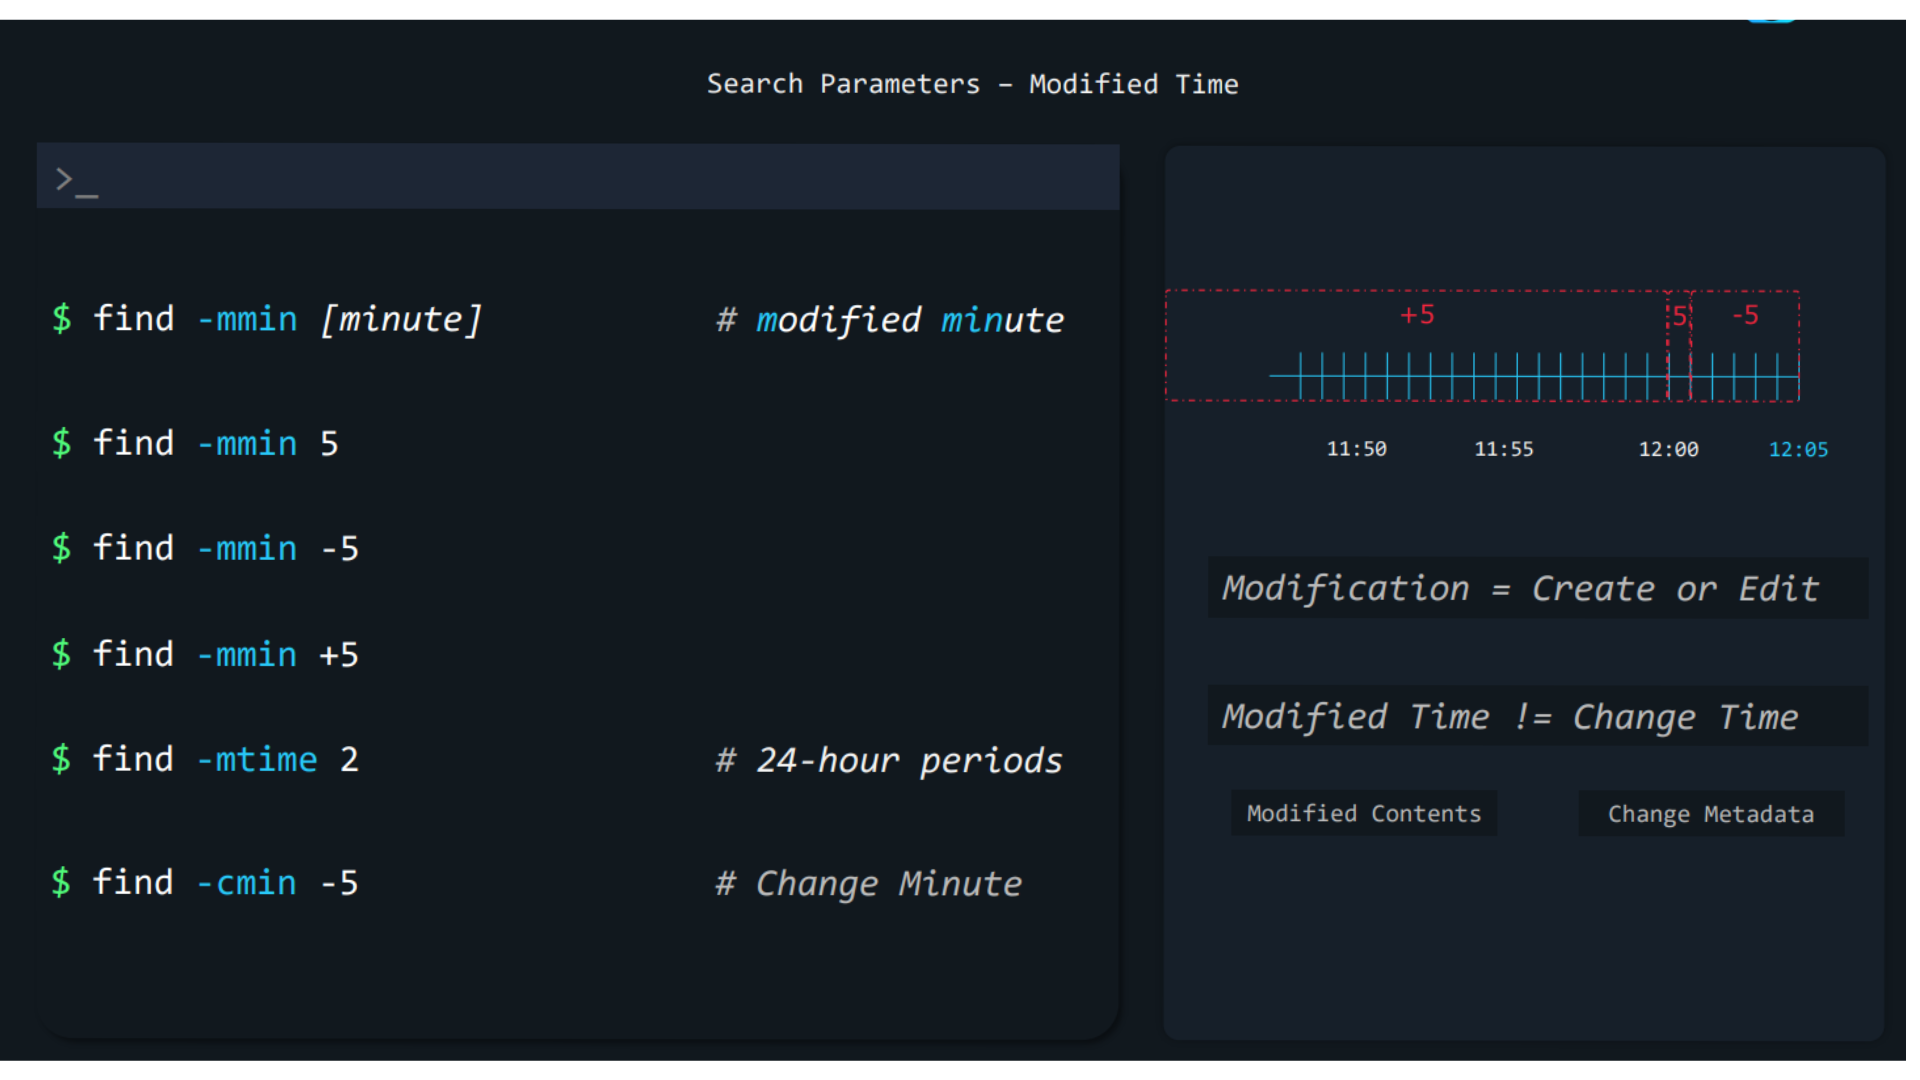 Search Parameters – Modified Time
>_
$ find -mmin [minute] # modified minute
$ find -mmin 5
$ find -mmin -5
$ find -mmin +5
$ find -mtime 2 # 24-hour periods
$ find -cmin -5 # Change Minute
+5 5 -5
11:50 11:55 12:00 12:05
Modification = Create or Edit
Modified Time != Change Time
Modified Contents Change Metadata